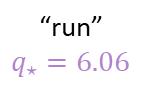 “run”
q⋆ = 6.06